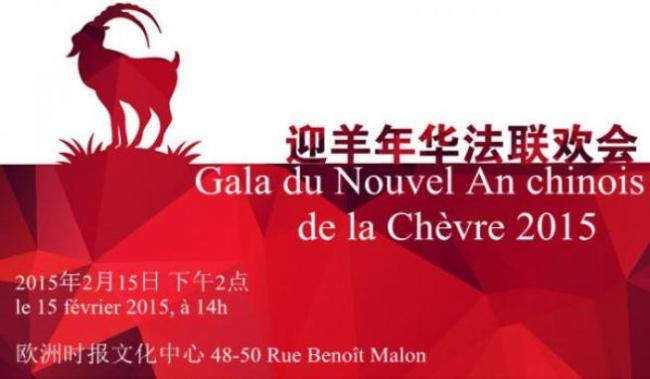 迎羊年华法联欢会
Gala du Nouvel An chinois
de la Chèvre 2015
2015年2月15日 下午2点
le 15 février 2015, à 14h
欧洲时报文化中心 48-50 Rue Benoît Malon